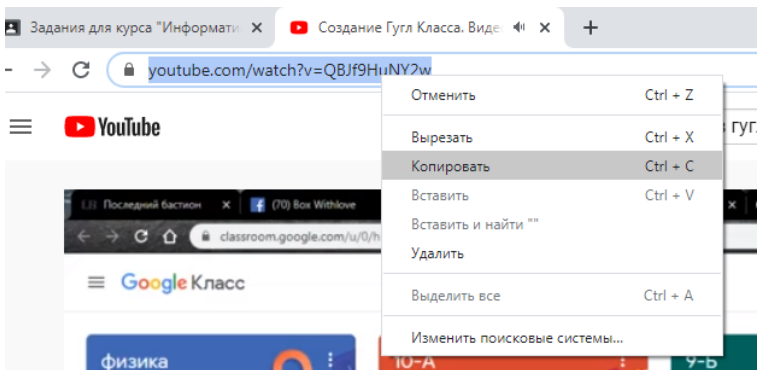 Задания для курса "Информати
Создание Гугл Класса. Виде
youtube.com/watch?v=QBJf9HuNY2w
YouTube
гуг
Отменить Ctrl + Z
Вырезать Ctrl + X
Копировать Ctrl + C
Вставить Ctrl + V
Вставить и найти ""
Удалить
Выделить все Ctrl + A
Изменить поисковые системы...
Последний бастион
(70) Box Withlove
classroom.google.com/u/0/h
Google Класс
физика
10-А
9-Б